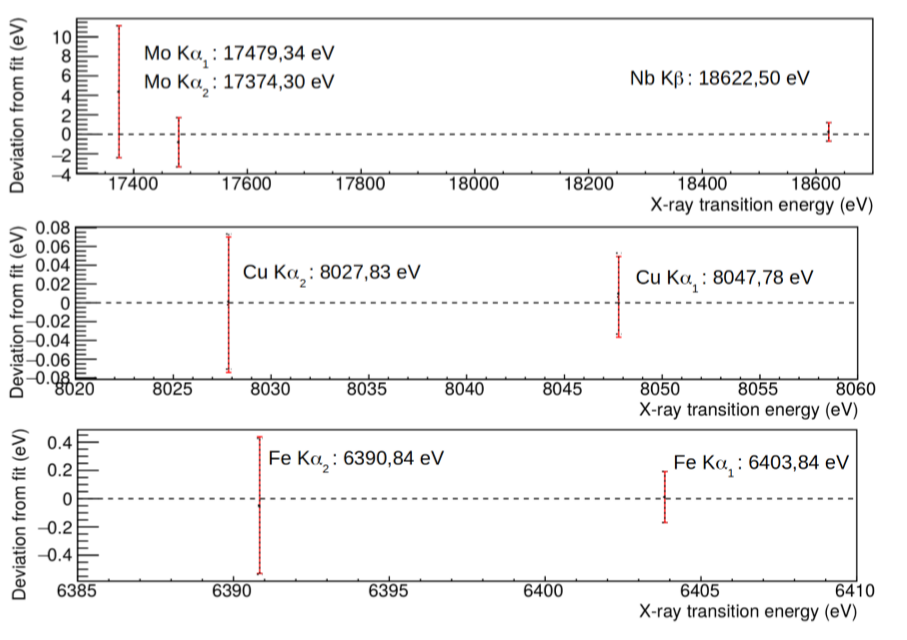 Deviation from fit (eV)
10
8
6
4
2
0
−2
−4
Mo Kα₁: 17479,34 eV
Mo Kα₂: 17374,30 eV
Nb Kβ: 18622,50 eV
17400 17600 17800 18000 18200 18400 18600
X-ray transition energy (eV)
Deviation from fit (eV)
0.08
0.06
0.04
0.02
0
−0.02
−0.04
−0.06
−0.08
Cu Kα₂: 8027,83 eV
Cu Kα₁: 8047,78 eV
8020 8025 8030 8035 8040 8045 8050 8055 8060
X-ray transition energy (eV)
Deviation from fit (eV)
0.4
0.2
0
−0.2
−0.4
Fe Kα₂: 6390,84 eV
Fe Kα₁: 6403,84 eV
6385 6390 6395 6400 6405 6410
X-ray transition energy (eV)